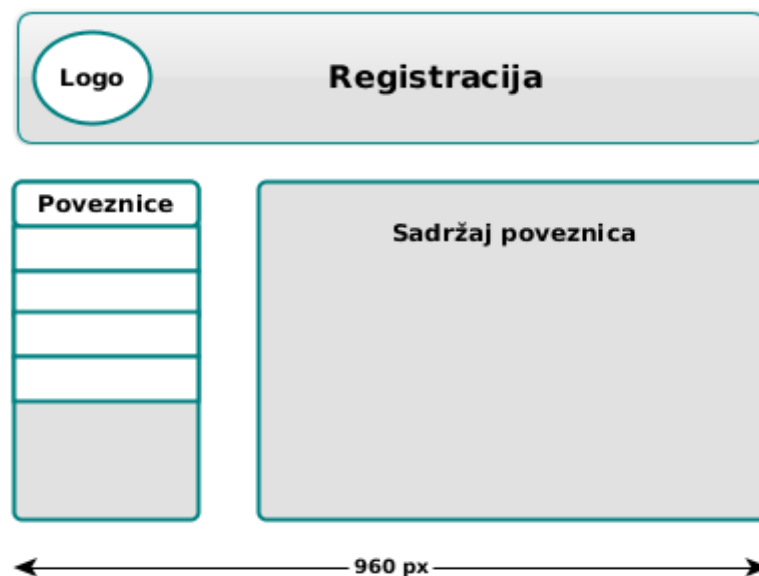 Logo
Registracija
Poveznice
Sadržaj poveznica
960 px